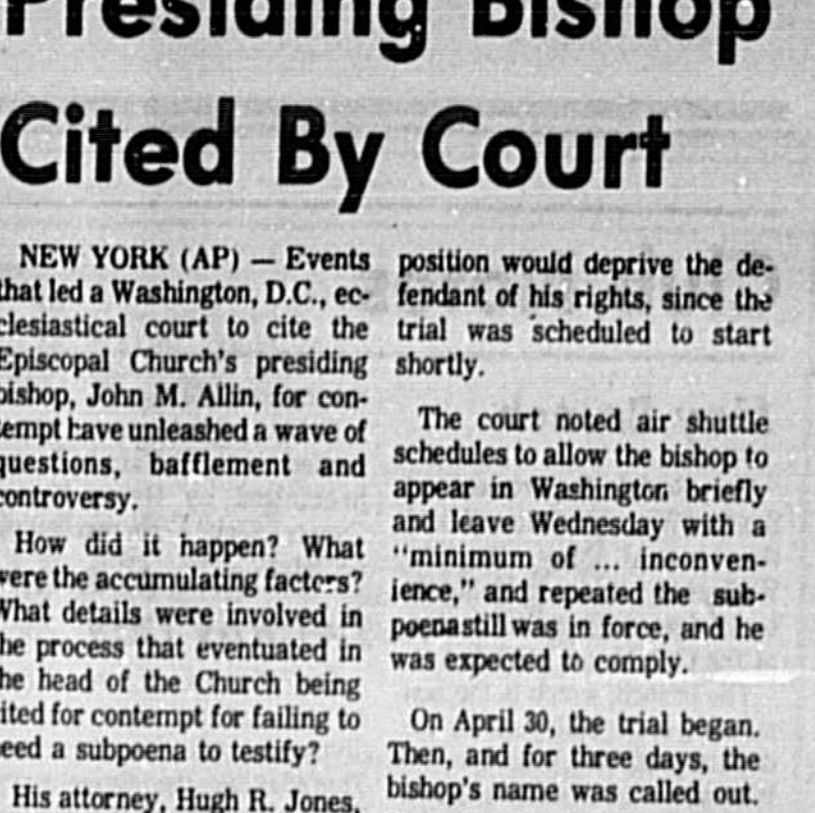 Presiding Bishop
Cited By Court
NEW YORK (AP) — Events
that led a Washington, D.C., ec-
clesiastical court to cite the
Episcopal Church's presiding
bishop, John M. Allin, for con-
tempt have unleashed a wave of
questions, bafflement and
controversy.
How did it happen? What
were the accumulating factors?
What details were involved in
the process that eventuated in
the head of the Church being
cited for contempt for failing to
heed a subpoena to testify?
His attorney, Hugh R. Jones,
position would deprive the de-
fendant of his rights, since the
trial was scheduled to start
shortly.
The court noted air shuttle
schedules to allow the bishop to
appear in Washington briefly
and leave Wednesday with a
"minimum of ... inconven-
ience," and repeated the sub-
poena still was in force, and he
was expected to comply.
On April 30, the trial began.
Then, and for three days, the
bishop's name was called out.